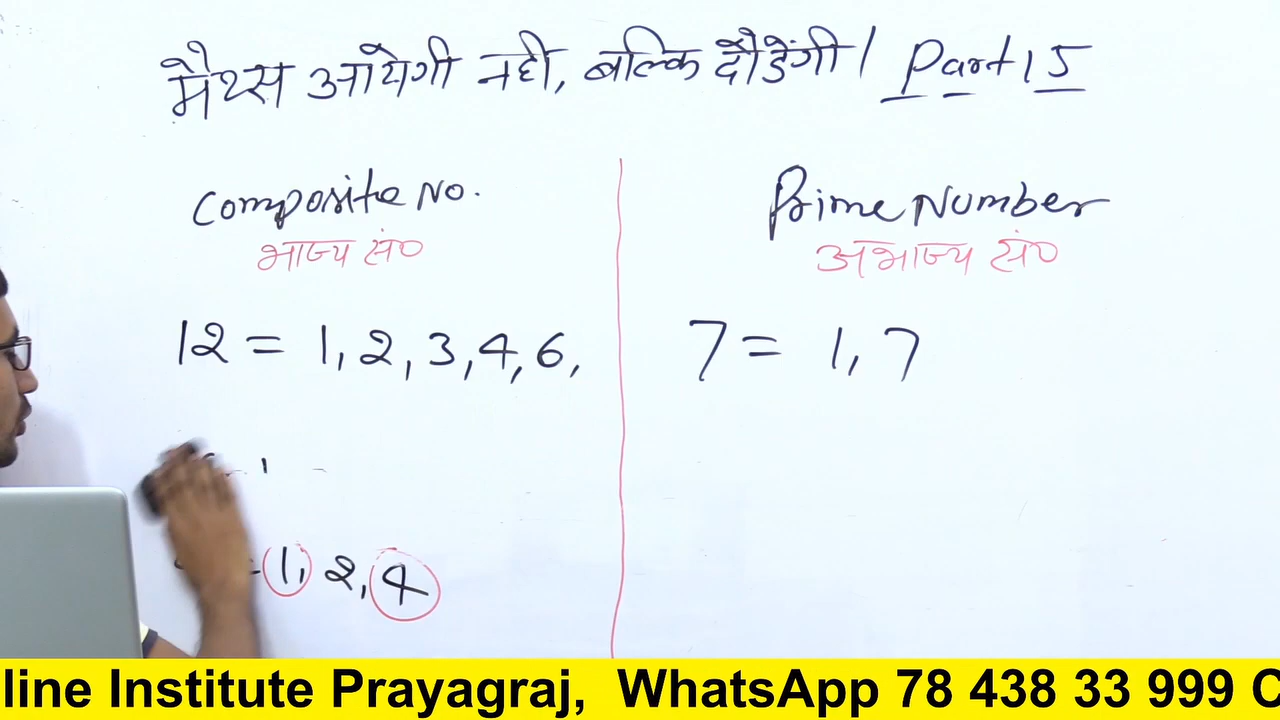 मैथ्स आयेगी नही, बल्कि दौडेंगी। Part 15
Composite No.
भाज्य सं०
12 = 1, 2, 3, 4, 6,
1, 2, 4
Prime Number
अभाज्य सं०
7 = 1, 7
line Institute Prayagraj, WhatsApp 78 438 33 999 C